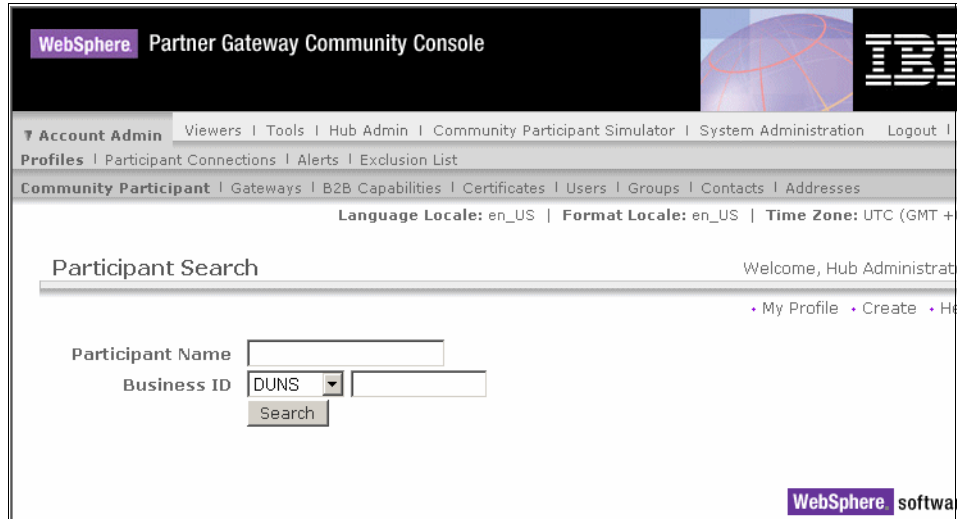 WebSphere. Partner Gateway Community Console
IBM
Account Admin Viewers | Tools | Hub Admin | Community Participant Simulator | System Administration Logout |
Profiles | Participant Connections | Alerts | Exclusion List
Community Participant | Gateways | B2B Capabilities | Certificates | Users | Groups | Contacts | Addresses
Language Locale: en_US | Format Locale: en_US | Time Zone: UTC (GMT +
Participant Search
Welcome, Hub Administrat
My Profile Create He
Participant Name
Business ID DUNS
Search
WebSphere. softwa